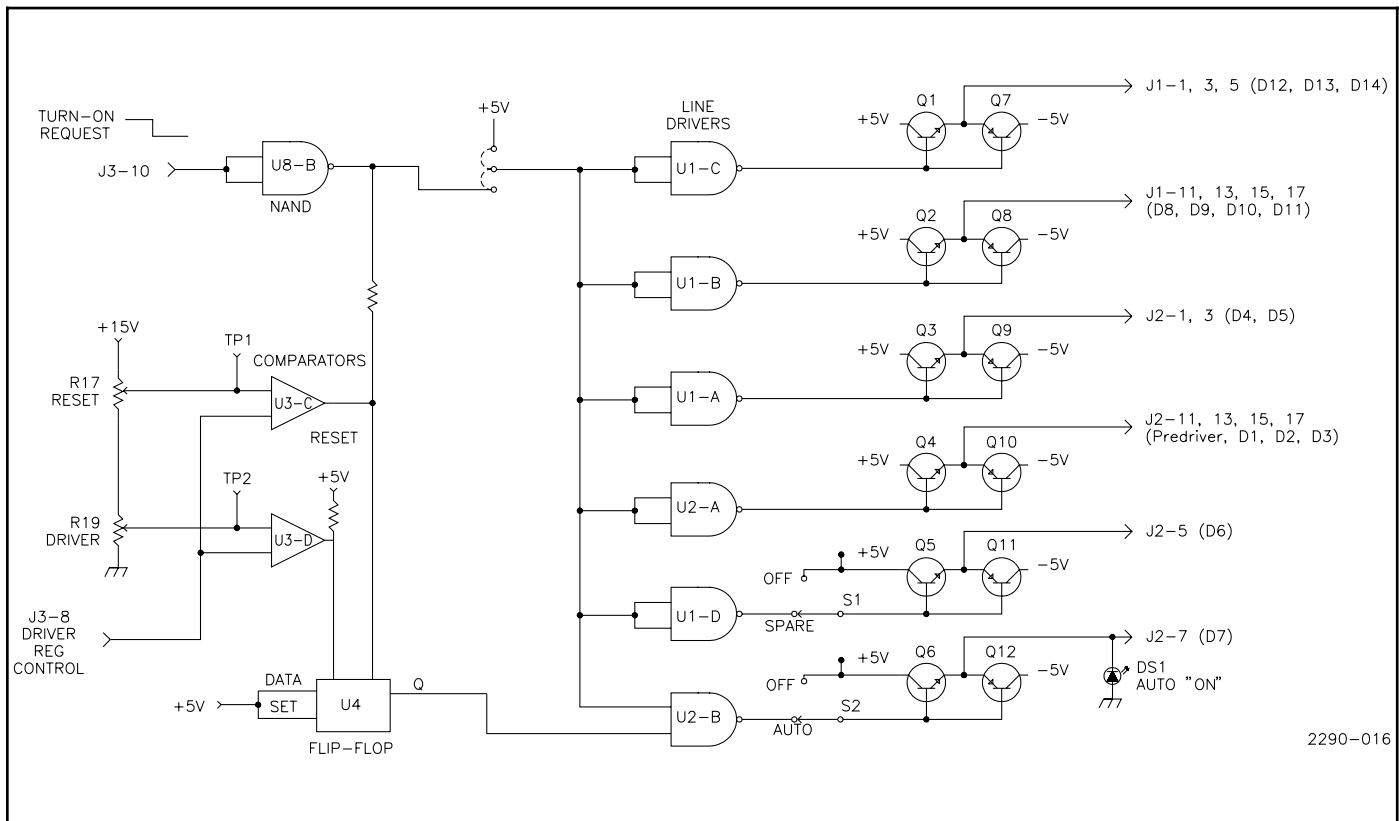 TURN-ON
REQUEST
J3-10
U8-B
NAND
+5V
LINE
DRIVERS
U1-C
+5V
Q1
Q7
-5V
J1-1, 3, 5 (D12, D13, D14)
U1-B
+5V
Q2
Q8
-5V
J1-11, 13, 15, 17
(D8, D9, D10, D11)
+15V
R17
RESET
TP1
COMPARATORS
U3-C
RESET
U1-A
+5V
Q3
Q9
-5V
J2-1, 3 (D4, D5)
R19
DRIVER
TP2
U3-D
+5V
U2-A
+5V
Q4
Q10
-5V
J2-11, 13, 15, 17
(Predriver, D1, D2, D3)
J3-8
DRIVER
REG
CONTROL
U1-D
OFF
SPARE
S1
+5V
Q5
Q11
-5V
J2-5 (D6)
+5V
DATA
SET
U4
Q
FLIP-FLOP
U2-B
OFF
AUTO
S2
+5V
Q6
Q12
-5V
J2-7 (D7)
DS1
AUTO "ON"
2290-016